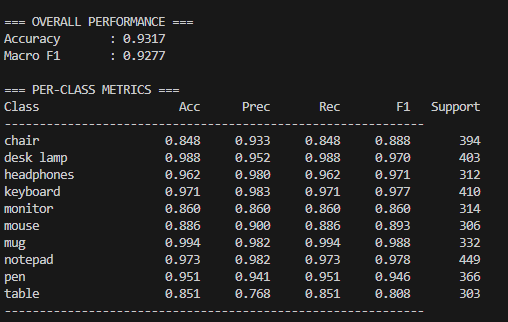 === OVERALL PERFORMANCE ===
Accuracy : 0.9317
Macro F1 : 0.9277
=== PER-CLASS METRICS ===
Class Acc Prec Rec F1 Support
------------------------------------------------------------
chair 0.848 0.933 0.848 0.888 394
desk lamp 0.988 0.952 0.988 0.970 403
headphones 0.962 0.980 0.962 0.971 312
keyboard 0.971 0.983 0.971 0.977 410
monitor 0.860 0.860 0.860 0.860 314
mouse 0.886 0.900 0.886 0.893 306
mug 0.994 0.982 0.994 0.988 332
notepad 0.973 0.982 0.973 0.978 449
pen 0.951 0.941 0.951 0.946 366
table 0.851 0.768 0.851 0.808 303
------------------------------------------------------------